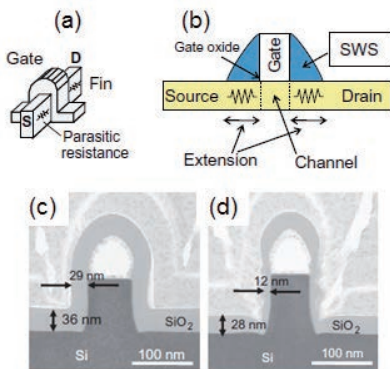 (a)
Gate
D
Fin
S
Parasitic
resistance
(b)
Gate oxide
Gate
SWS
Source
Drain
Extension
Channel
(c)
29 nm
36 nm
SiO2
Si
100 nm
(d)
12 nm
28 nm
SiO2
Si
100 nm